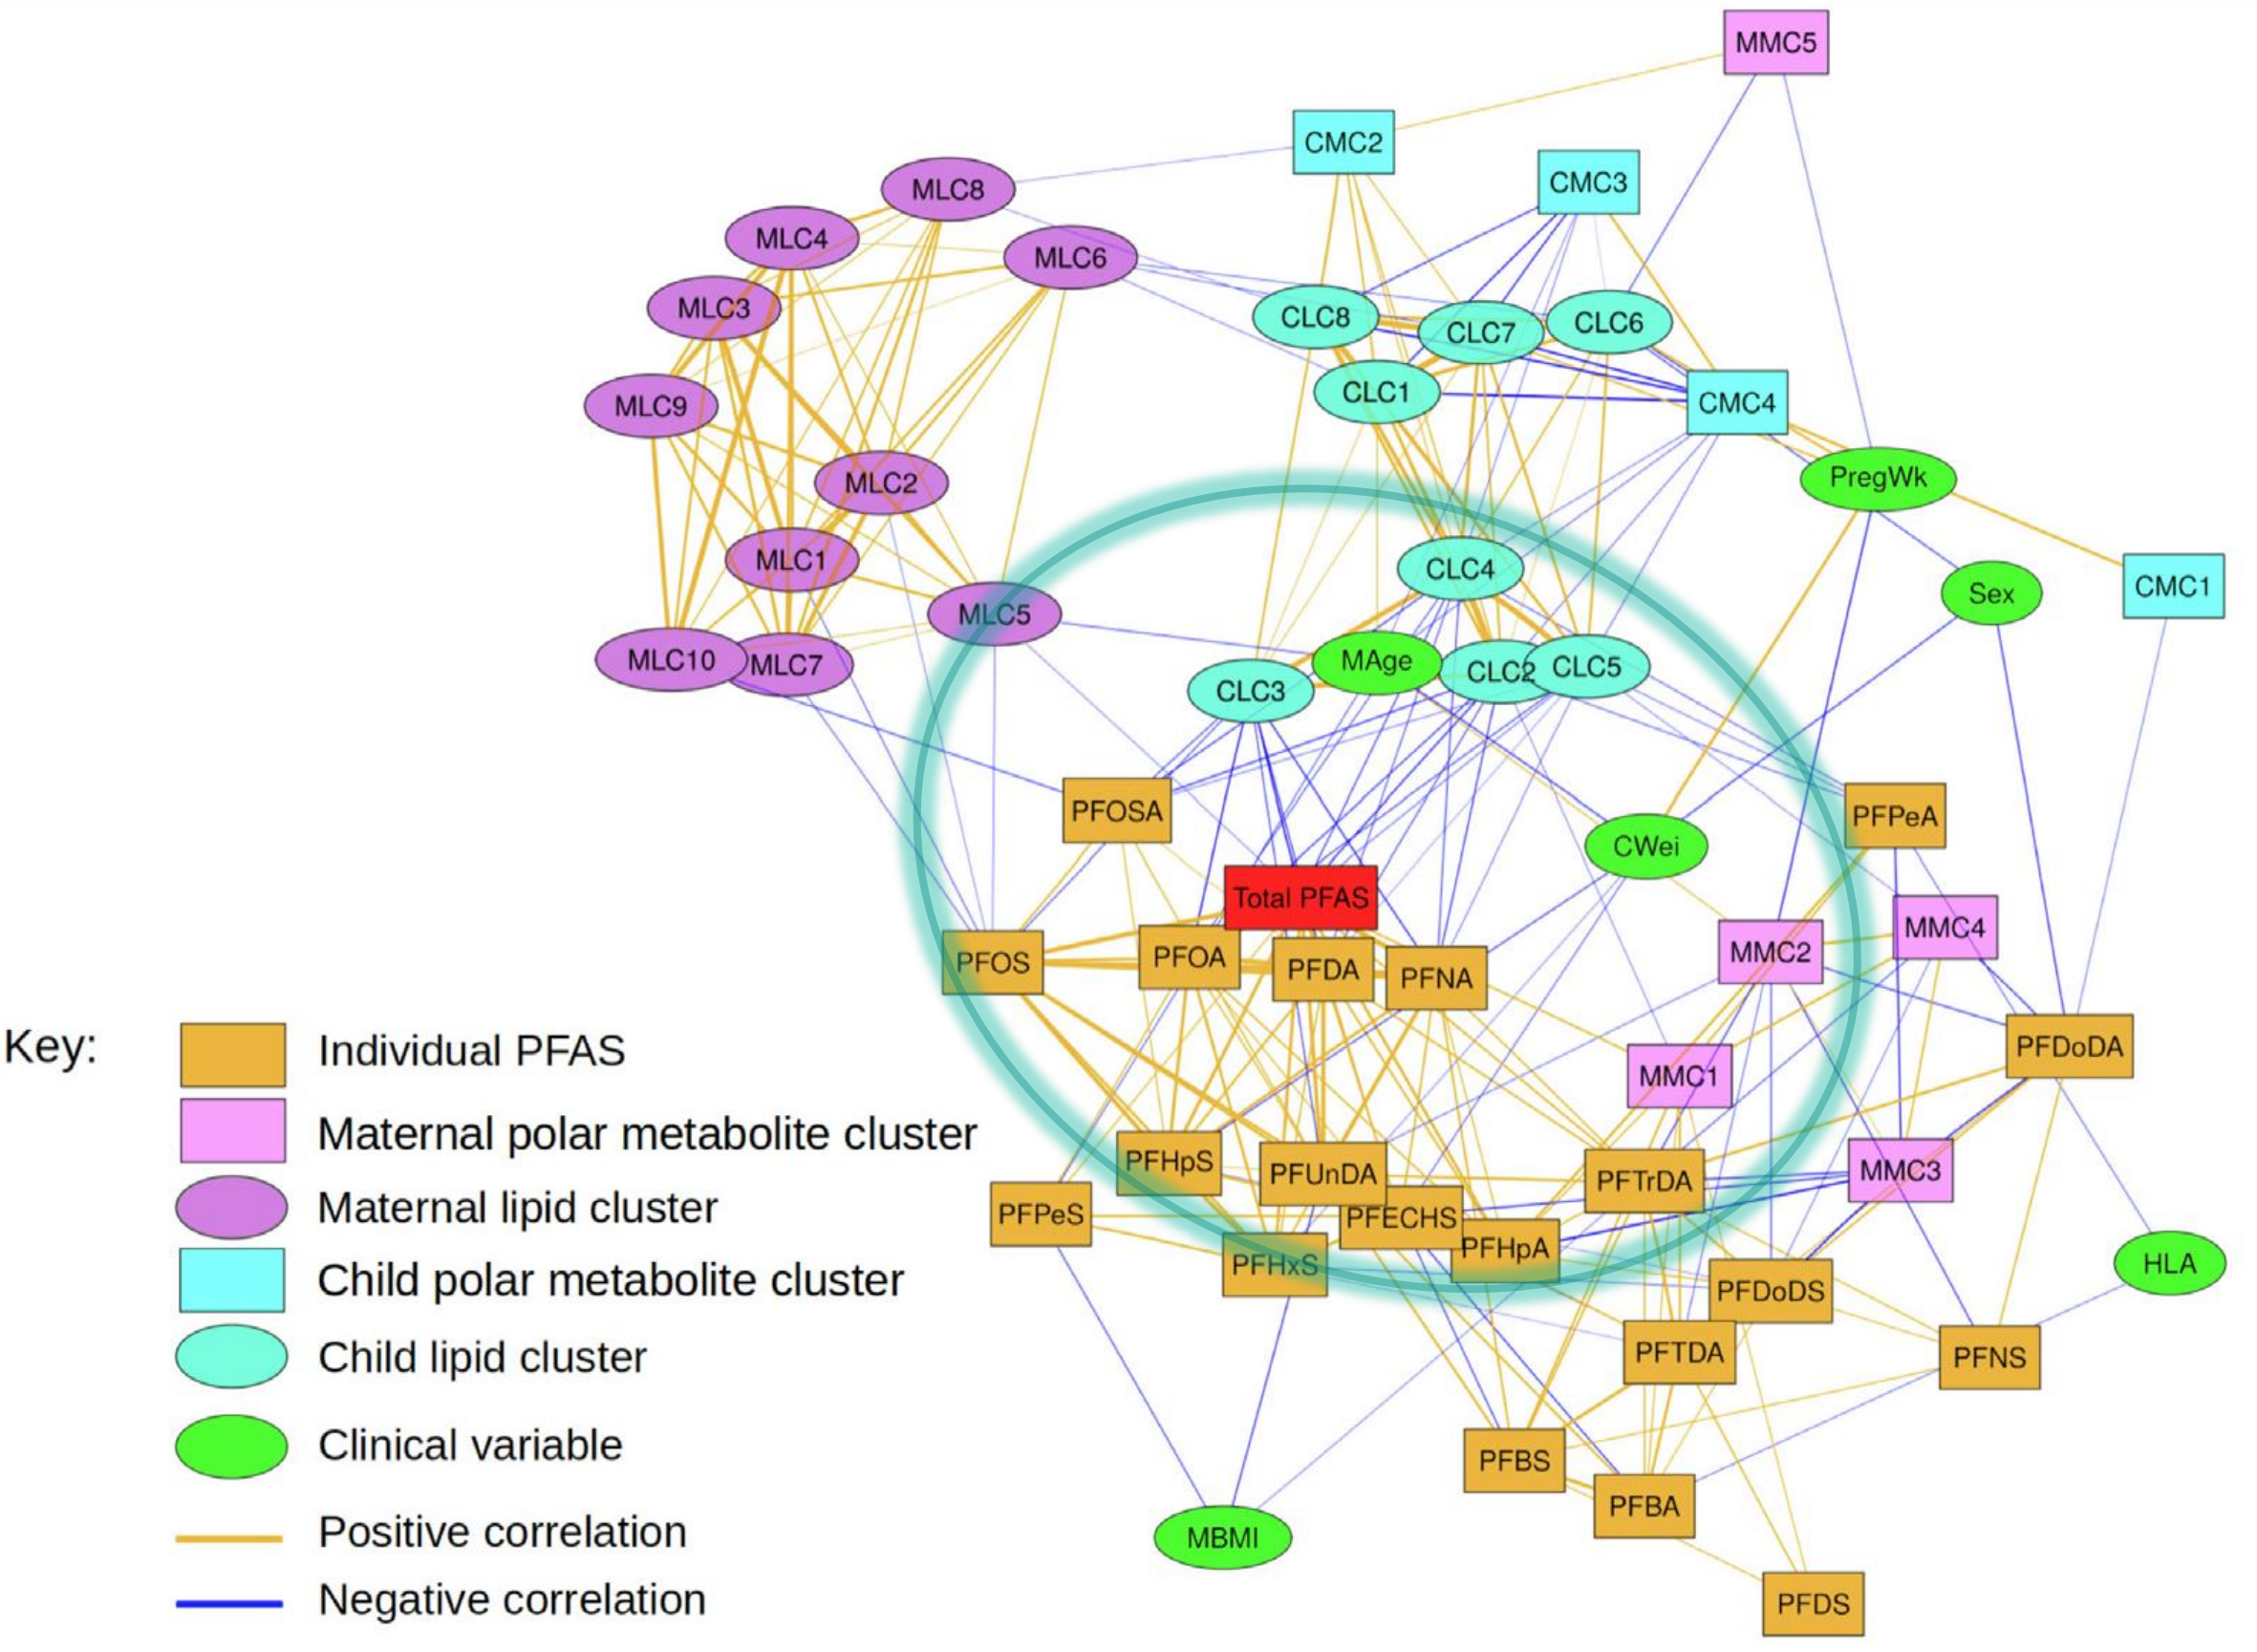 MMC5
CMC2
CMC3
MLC8
MLC4
MLC6
MLC3
CLC8
CLC7
CLC6
CLC1
CMC4
MLC9
PregWk
MLC2
MLC1
CLC4
CMC1
Sex
MLC5
MLC10
MLC7
MAge
CLC3
CLC2
CLC5
PFOSA
PFPeA
CWei
Total PFAS
MMC4
MMC2
PFOS
PFOA
PFDA
PFNA
PFDoDA
MMC1
Key:
Individual PFAS
Maternal polar metabolite cluster
PFHpS
PFUnDA
PFTrDA
MMC3
Maternal lipid cluster
PFPeS
PFECHS
PFHpA
PFHxS
HLA
Child polar metabolite cluster
PFDoDS
Child lipid cluster
PFTDA
PFNS
Clinical variable
PFBS
PFBA
Positive correlation
MBMI
Negative correlation
PFDS